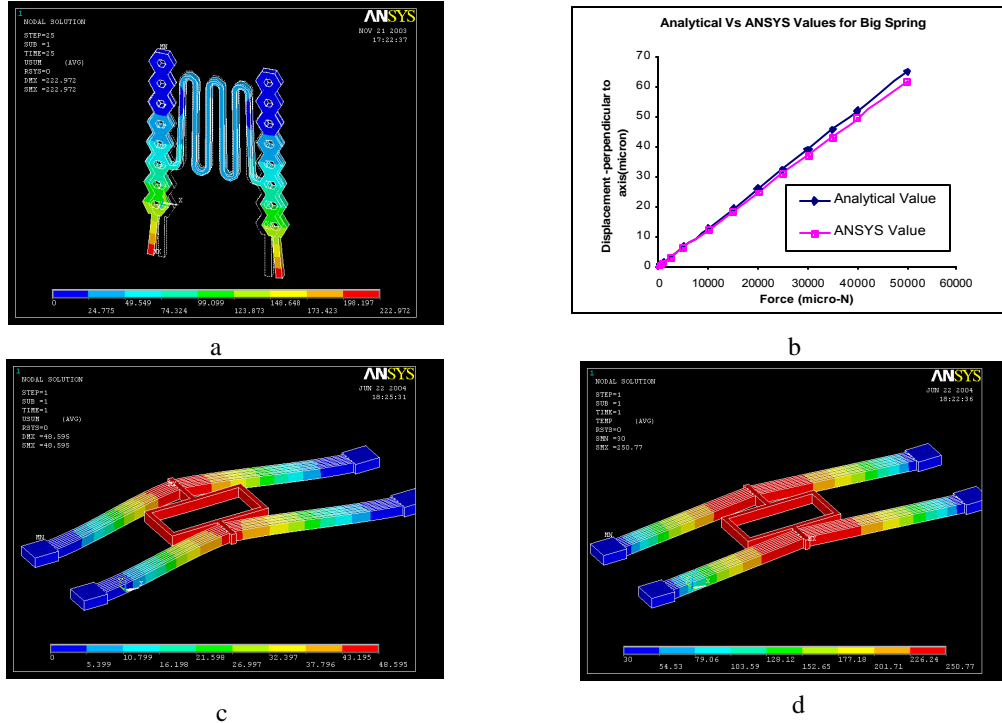 1
NODAL SOLUTION
STEP=25
SUB =1
TIME=25
USUM (AVG)
RSYS=0
DMX =222.972
SMX =222.972
ANSYS
NOV 21 2003
17:22:37
MN
X
MX
0 49.549 99.099 148.648 198.197
24.775 74.324 123.873 173.423 222.972
a
Analytical Vs ANSYS Values for Big Spring
Displacement -perpendicular to
axis(micron)
70
60
50
40
30
20
10
0
Analytical Value
ANSYS Value
0 10000 20000 30000 40000 50000 60000
Force (micro-N)
b
1
NODAL SOLUTION
STEP=1
SUB =1
TIME=1
USUM (AVG)
RSYS=0
DMX =48.595
SMX =48.595
ANSYS
JUN 22 2004
18:25:31
MN
0 10.799 21.598 32.397 43.195
5.399 16.198 26.997 37.796 48.595
c
1
NODAL SOLUTION
STEP=1
SUB =1
TIME=1
TEMP (AVG)
RSYS=0
SMN =30
SMX =250.77
ANSYS
JUN 22 2004
18:22:36
MN
MX
30 79.06 128.12 177.18 226.24
54.53 103.59 152.65 201.71 250.77
d